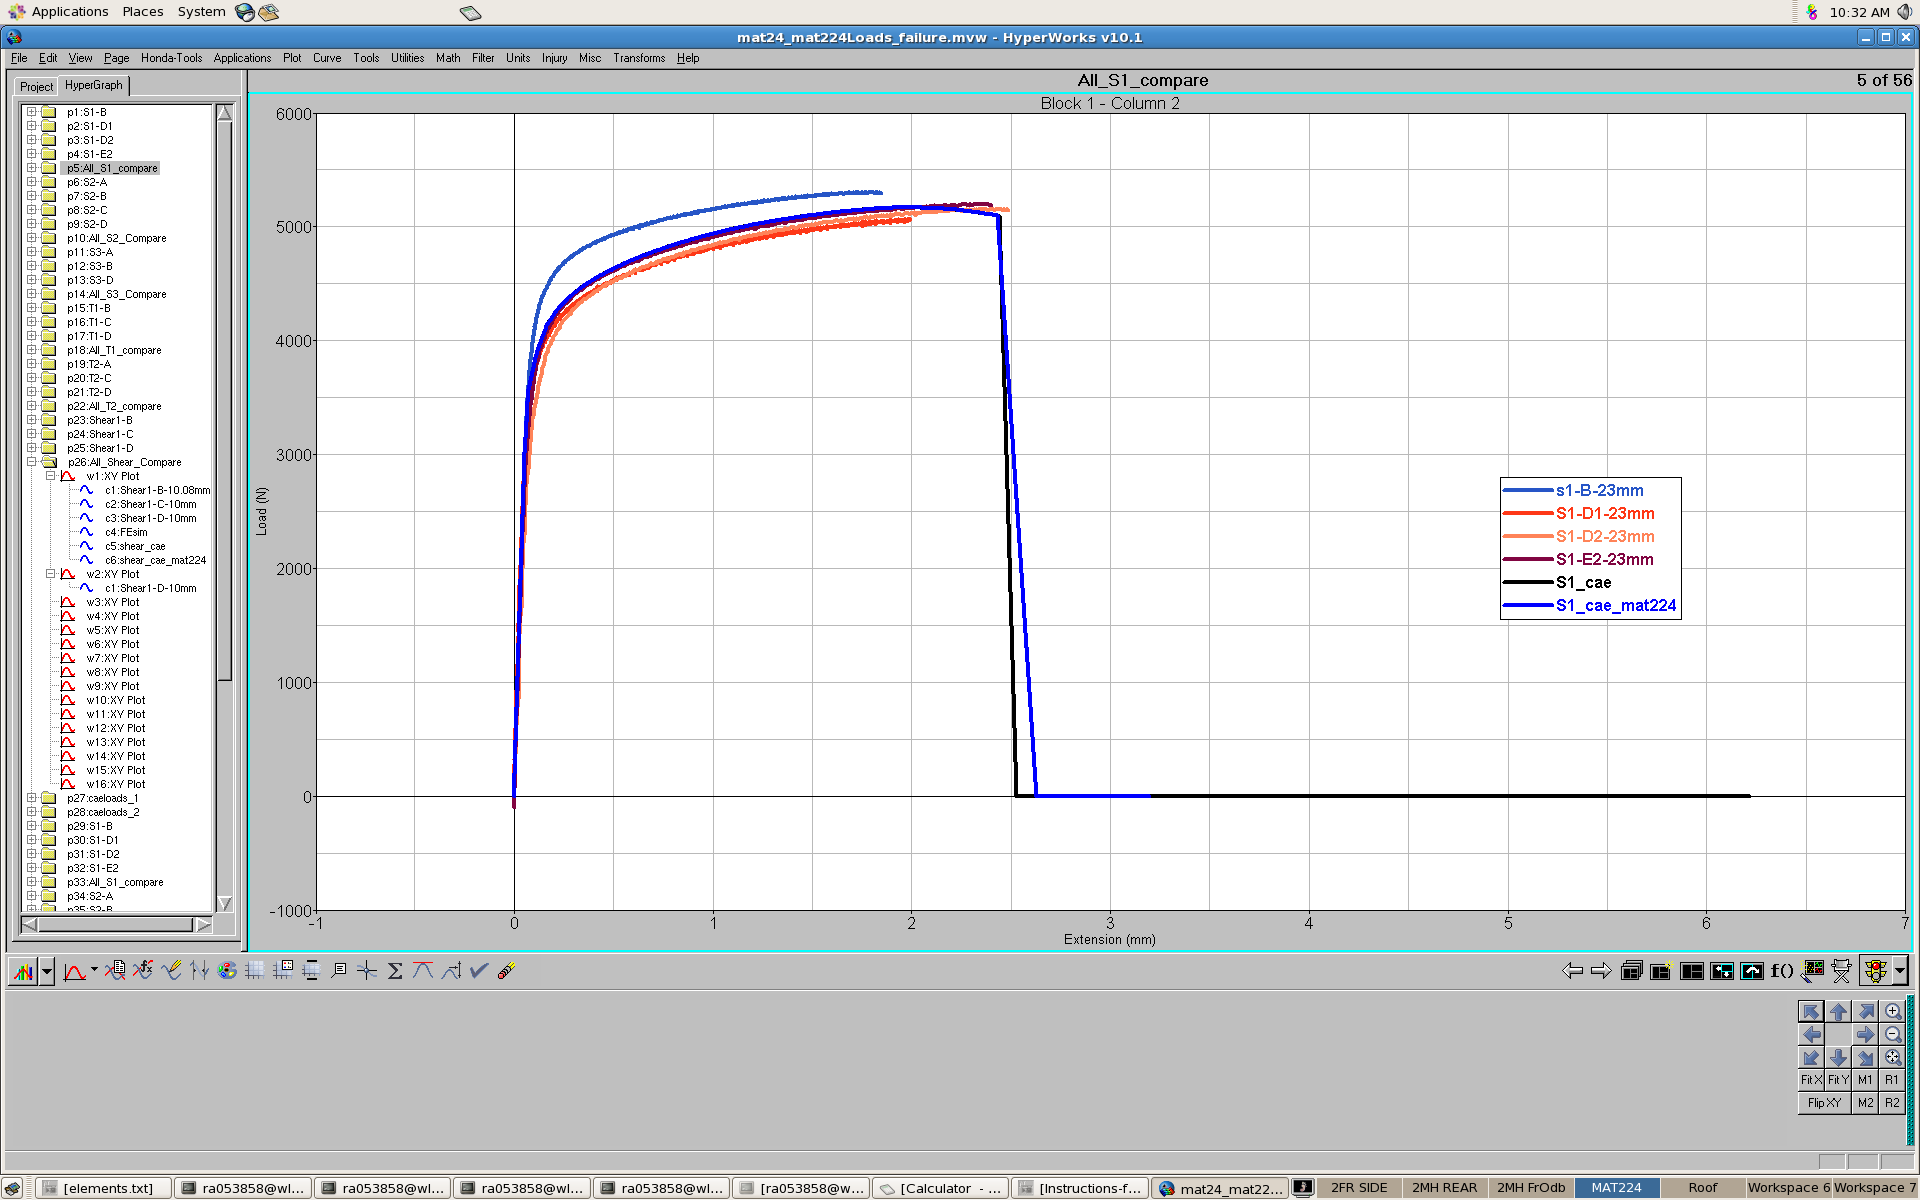 Applications Places System 10:32 AM
mat24_mat224Loads_failure.mvw - HyperWorks v10.1
File Edit View Page Honda-Tools Applications Plot Curve Tools Utilities Math Filter Units Injury Misc Transforms Help
Project HyperGraph
All_S1_compare 5 of 56
Block 1 - Column 2
p1:S1-B
p2:S1-D1
p3:S1-D2
p4:S1-E2
p5:All_S1_compare
p6:S2-A
p7:S2-B
p8:S2-C
p9:S2-D
p10:All_S2_Compare
p11:S3-A
p12:S3-B
p13:S3-D
p14:All_S3_Compare
p15:T1-B
p16:T1-C
p17:T1-D
p18:All_T1_compare
p19:T2-A
p20:T2-C
p21:T2-D
p22:All_T2_compare
p23:Shear1-B
p24:Shear1-C
p25:Shear1-D
p26:All_Shear_Compare
w1:XY Plot
c1:Shear1-B-10.08mm
c2:Shear1-C-10mm
c3:Shear1-D-10mm
c4:FEsim
c5:shear_cae
c6:shear_cae_mat224
w2:XY Plot
c1:Shear1-D-10mm
w3:XY Plot
w4:XY Plot
w5:XY Plot
w6:XY Plot
w7:XY Plot
w8:XY Plot
w9:XY Plot
w10:XY Plot
w11:XY Plot
w12:XY Plot
w13:XY Plot
w14:XY Plot
w15:XY Plot
w16:XY Plot
p27:caeloads_1
p28:caeloads_2
p29:S1-B
p30:S1-D1
p31:S1-D2
p32:S1-E2
p33:All_S1_compare
p34:S2-A
p35:S2-B
6000
5000
4000
3000
2000
1000
0
-1000
Load (N)
-1 0 1 2 3 4 5 6 7
Extension (mm)
s1-B-23mm
S1-D1-23mm
S1-D2-23mm
S1-E2-23mm
S1_cae
S1_cae_mat224
f()
Fit X Fit Y M1 R1
Flip XY M2 R2
[elements.txt] ra053858@wl... ra053858@wl... ra053858@wl... ra053858@wl... [ra053858@w... [Calculator - ... [Instructions-f... mat24_mat22... 2FR SIDE 2MH REAR 2MH FrOdb MAT224 Roof Workspace 6 Workspace 7